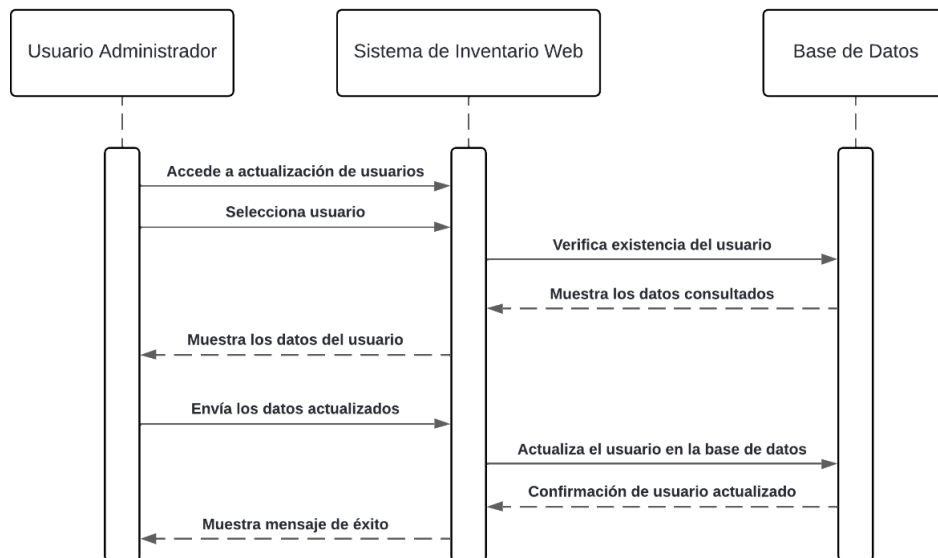 Usuario Administrador
Sistema de Inventario Web
Base de Datos
Accede a actualización de usuarios
Selecciona usuario
Verifica existencia del usuario
Muestra los datos consultados
Muestra los datos del usuario
Envía los datos actualizados
Actualiza el usuario en la base de datos
Confirmación de usuario actualizado
Muestra mensaje de éxito